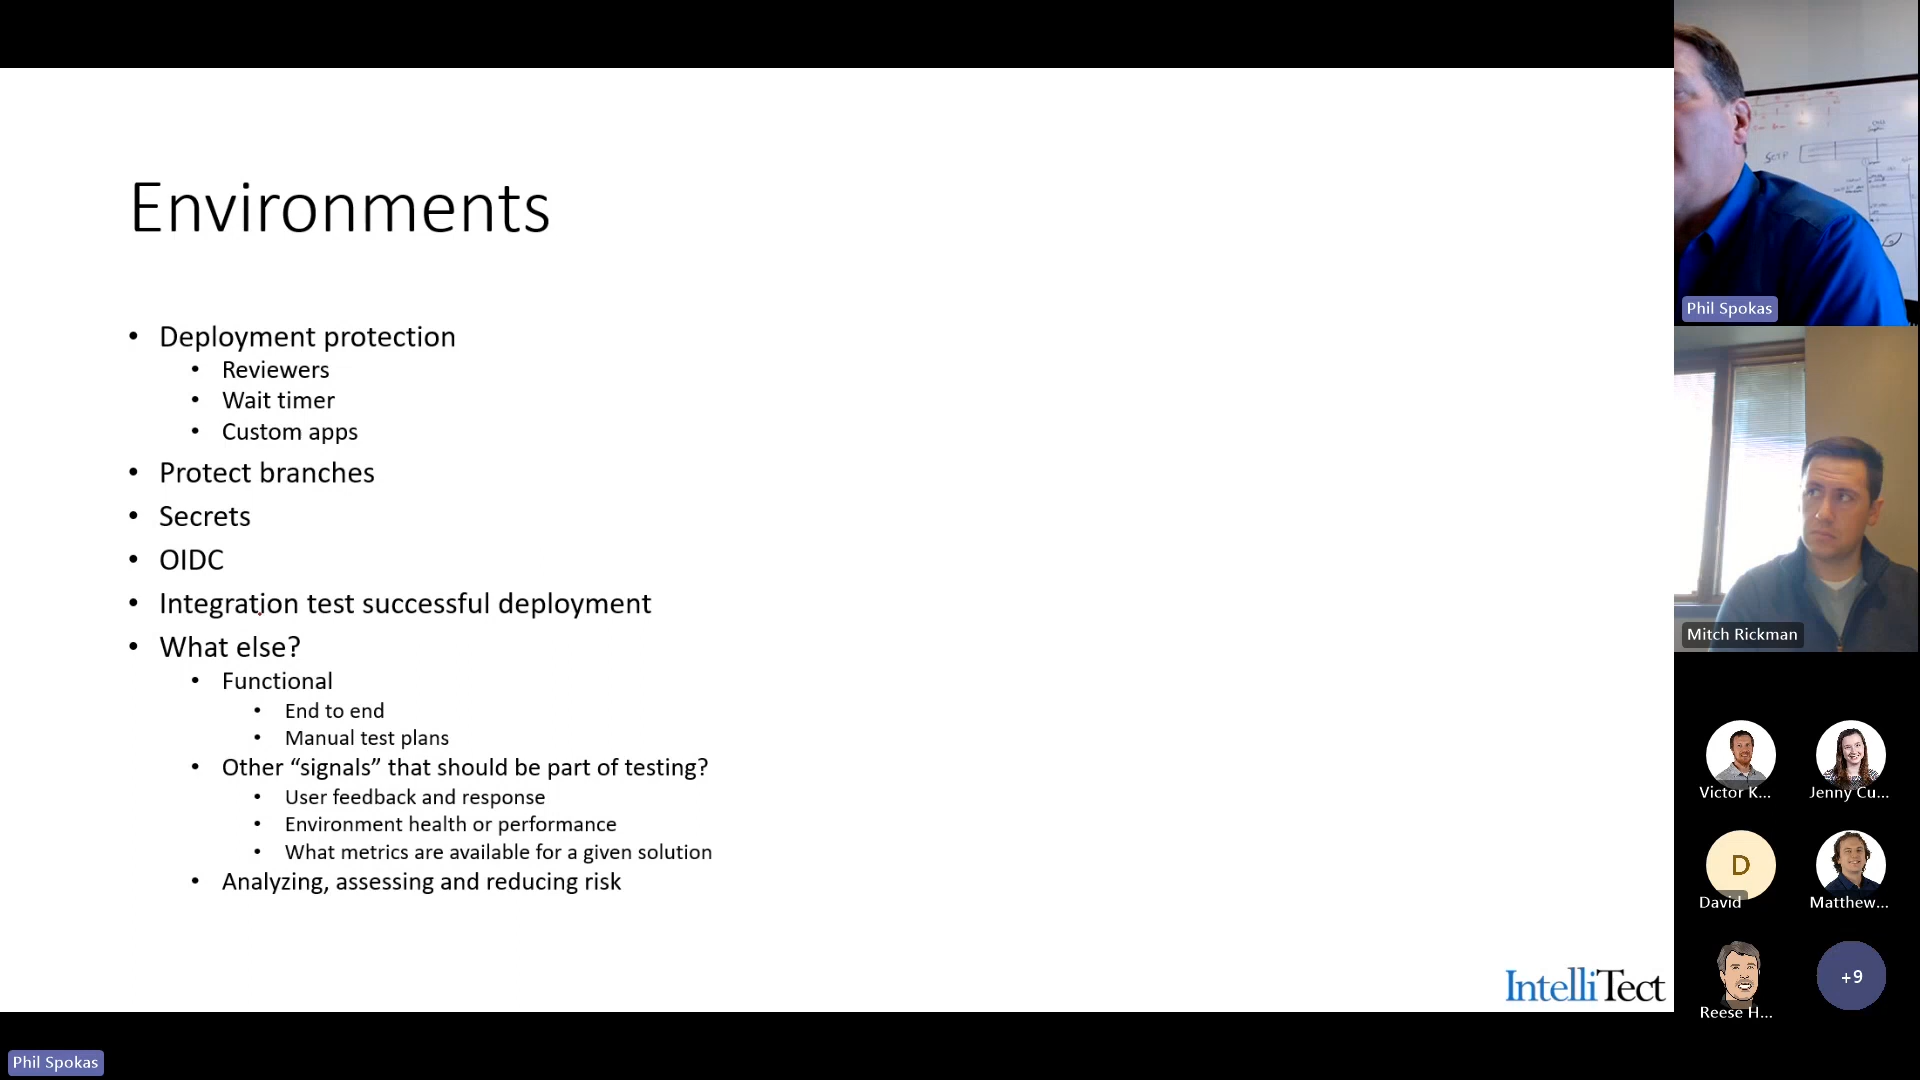 Environments
Deployment protection
Reviewers
Wait timer
Custom apps
Protect branches
Secrets
OIDC
Integration test successful deployment
What else?
Functional
End to end
Manual test plans
Other “signals” that should be part of testing?
User feedback and response
Environment health or performance
What metrics are available for a given solution
Analyzing, assessing and reducing risk
IntelliTect
Phil Spokas
Phil Spokas
Mitch Rickman
Victor K...
Jenny Cu...
D
David
Matthew...
Reese H...
+9